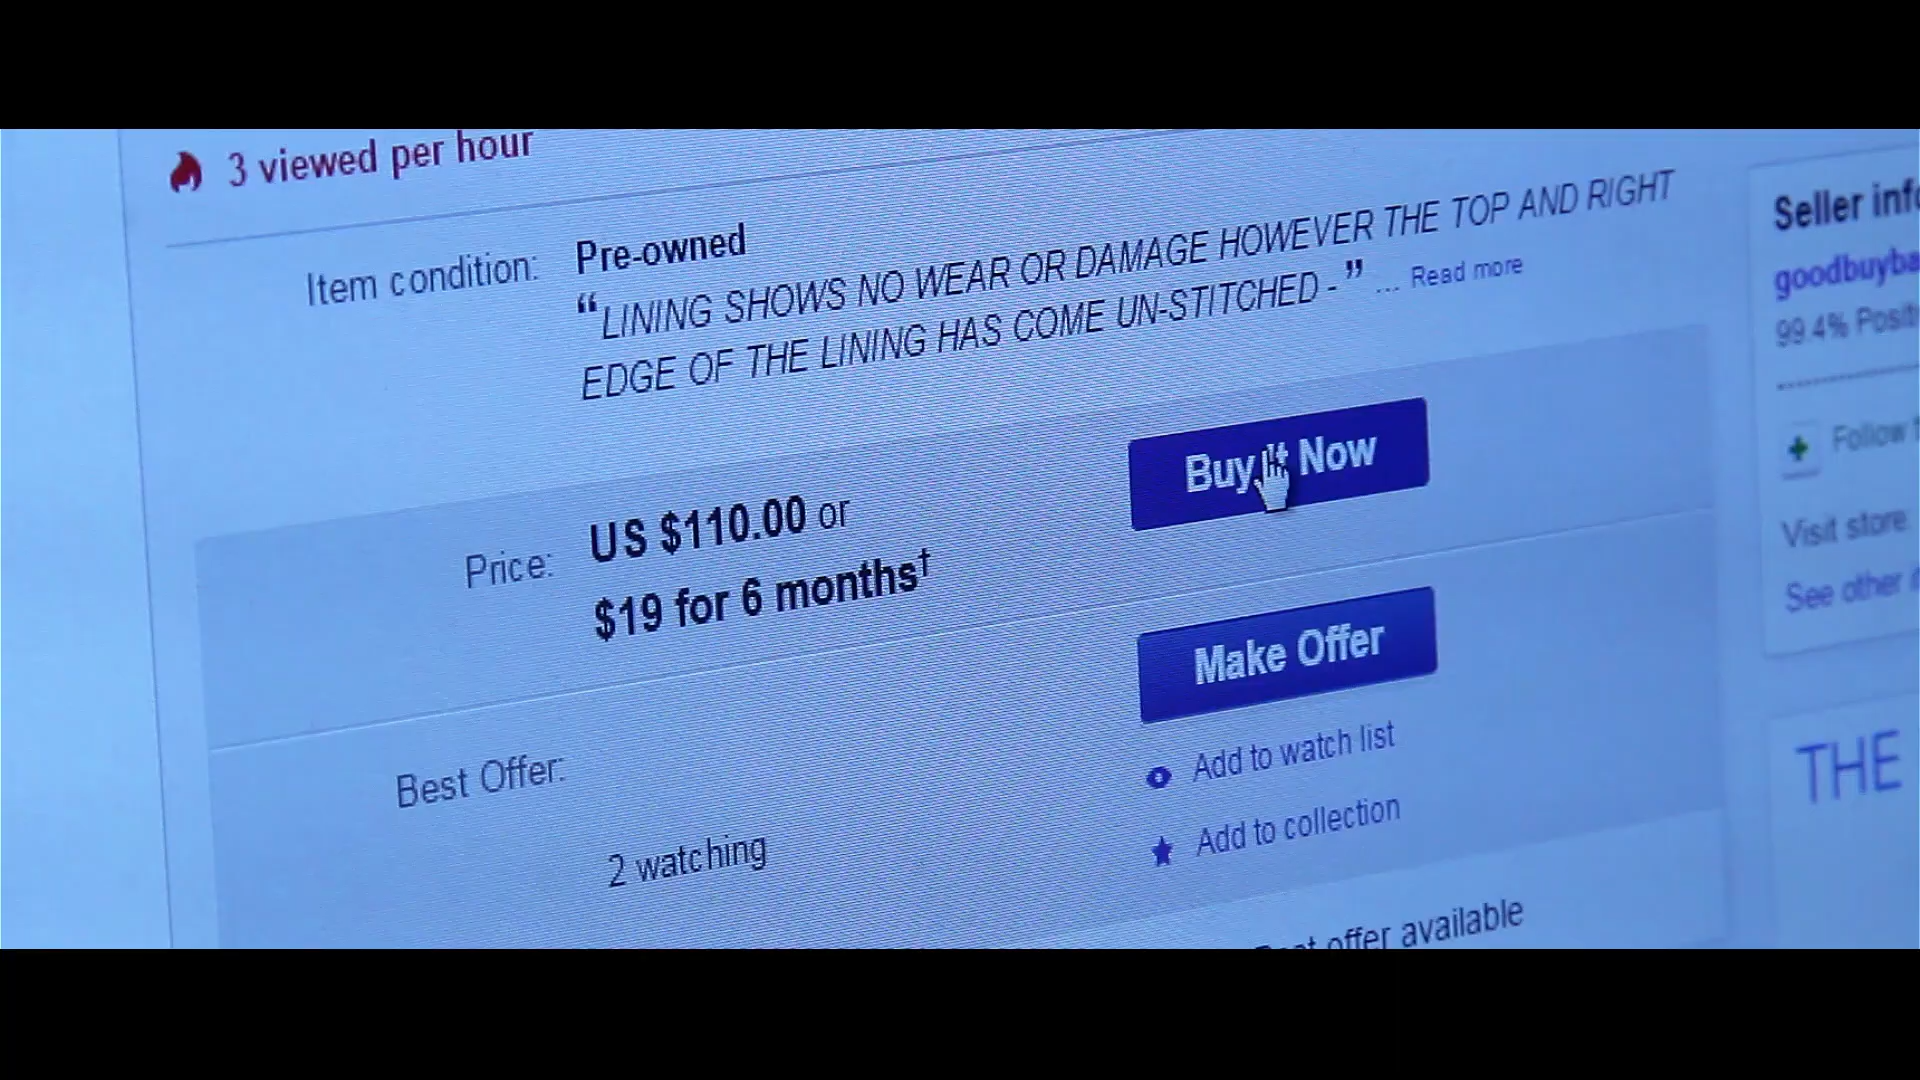 3 viewed per hour
Item condition:
Pre-owned
“LINING SHOWS NO WEAR OR DAMAGE HOWEVER THE TOP AND RIGHT
EDGE OF THE LINING HAS COME UN-STITCHED - ” ... Read more
Price:
US $110.00 or
$19 for 6 months†
Buy It Now
Make Offer
Best Offer:
Add to watch list
Add to collection
2 watching
offer available
Seller
99.4%
Follow
Visit store
See other
THE